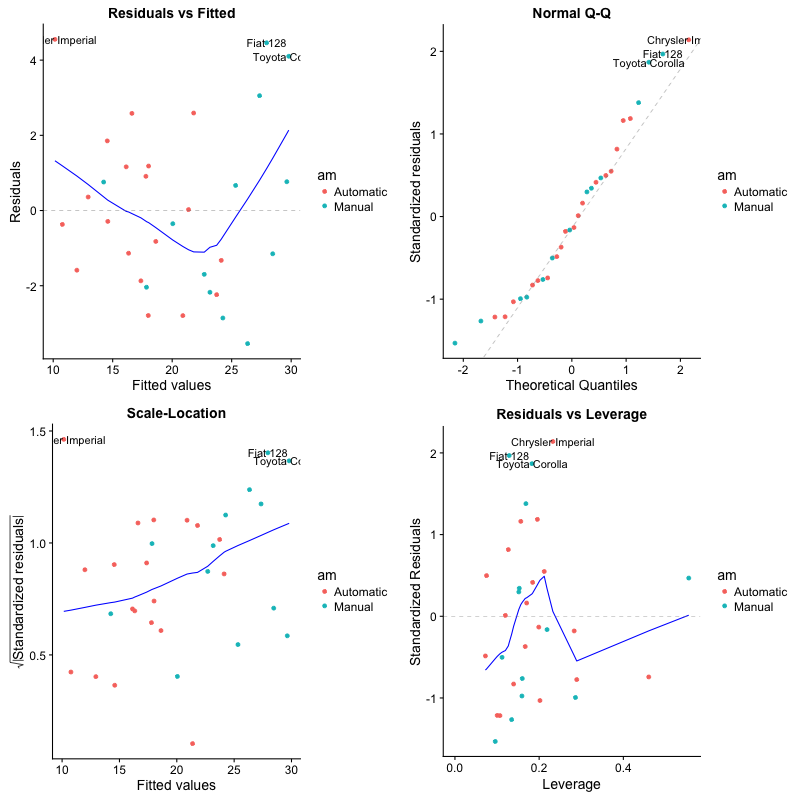 Residuals vs Fitted
er Imperial
Fiat 128
Toyota Co
4
2
0
-2
Residuals
10 15 20 25 30
Fitted values
am
Automatic
Manual
Normal Q-Q
Chrysler Imperial
Fiat 128
Toyota Corolla
2
1
0
-1
Standardized residuals
-2 -1 0 1 2
Theoretical Quantiles
am
Automatic
Manual
Scale-Location
er Imperial
Fiat 128
Toyota Co
1.5
1.0
0.5
√|Standardized residuals|
10 15 20 25 30
Fitted values
am
Automatic
Manual
Residuals vs Leverage
Chrysler Imperial
Fiat 128
Toyota Corolla
2
1
0
-1
Standardized Residuals
0.0 0.2 0.4
Leverage
am
Automatic
Manual